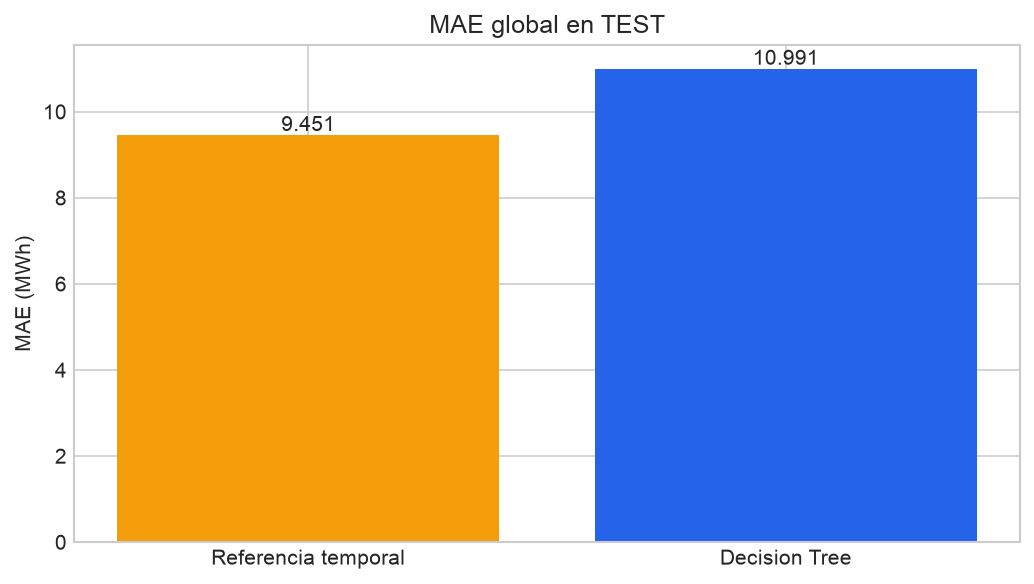 MAE global en TEST
10.991
9.451
10
8
6
4
2
0
MAE (MWh)
Referencia temporal
Decision Tree